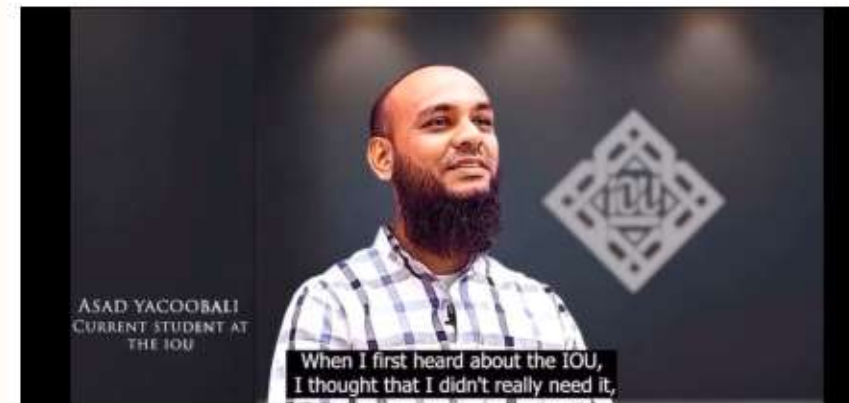 ASAD YACOOBALI
CURRENT STUDENT AT
THE IOU
When I first heard about the IOU,
I thought that I didn't really need it,